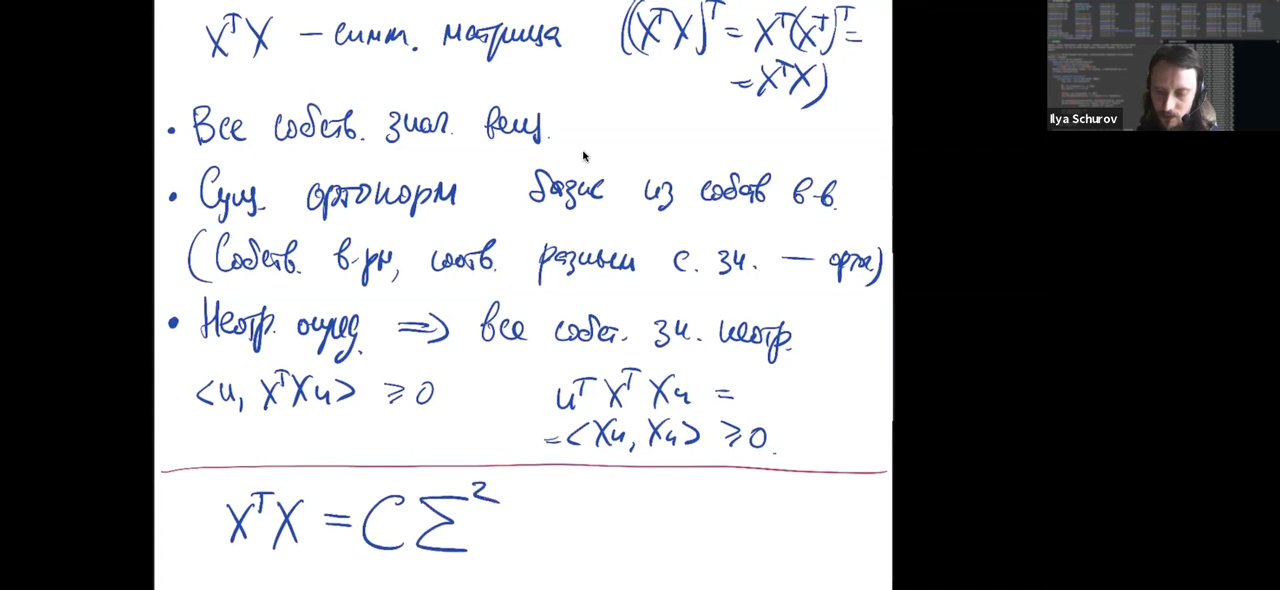 XᵀX – симм. матрица ((XᵀX)ᵀ = Xᵀ(Xᵀ)ᵀ =
= XᵀX)
• Все собств. знач. вещ.
• Сущ. ортонорм базис из собств в-в.
(Собств. в-ры, соотв. разным с. зн. — орт)
• Неотр. опред. ⇒ все собст. зн. неотр.
<u, XᵀXu> ⩾ 0 uᵀXᵀXu =
= <Xu, Xu> ⩾ 0.
XᵀX = CΣ²
Ilya Schurov